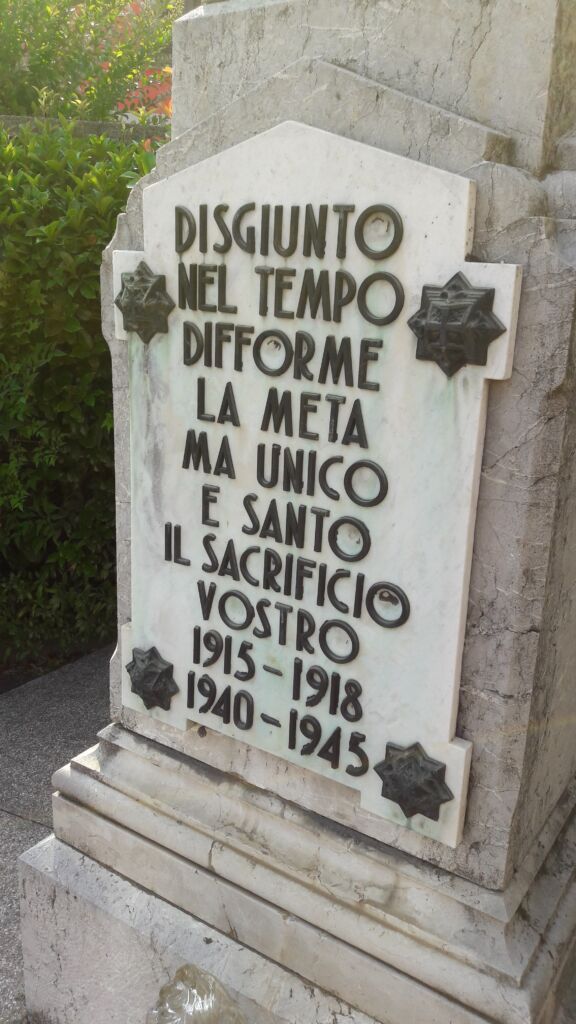 DISGIUNTO
NEL TEMPO
DIFFORME
LA META
MA UNICO
E SANTO
IL SACRIFICIO
VOSTRO
1915-1918
1940-1945